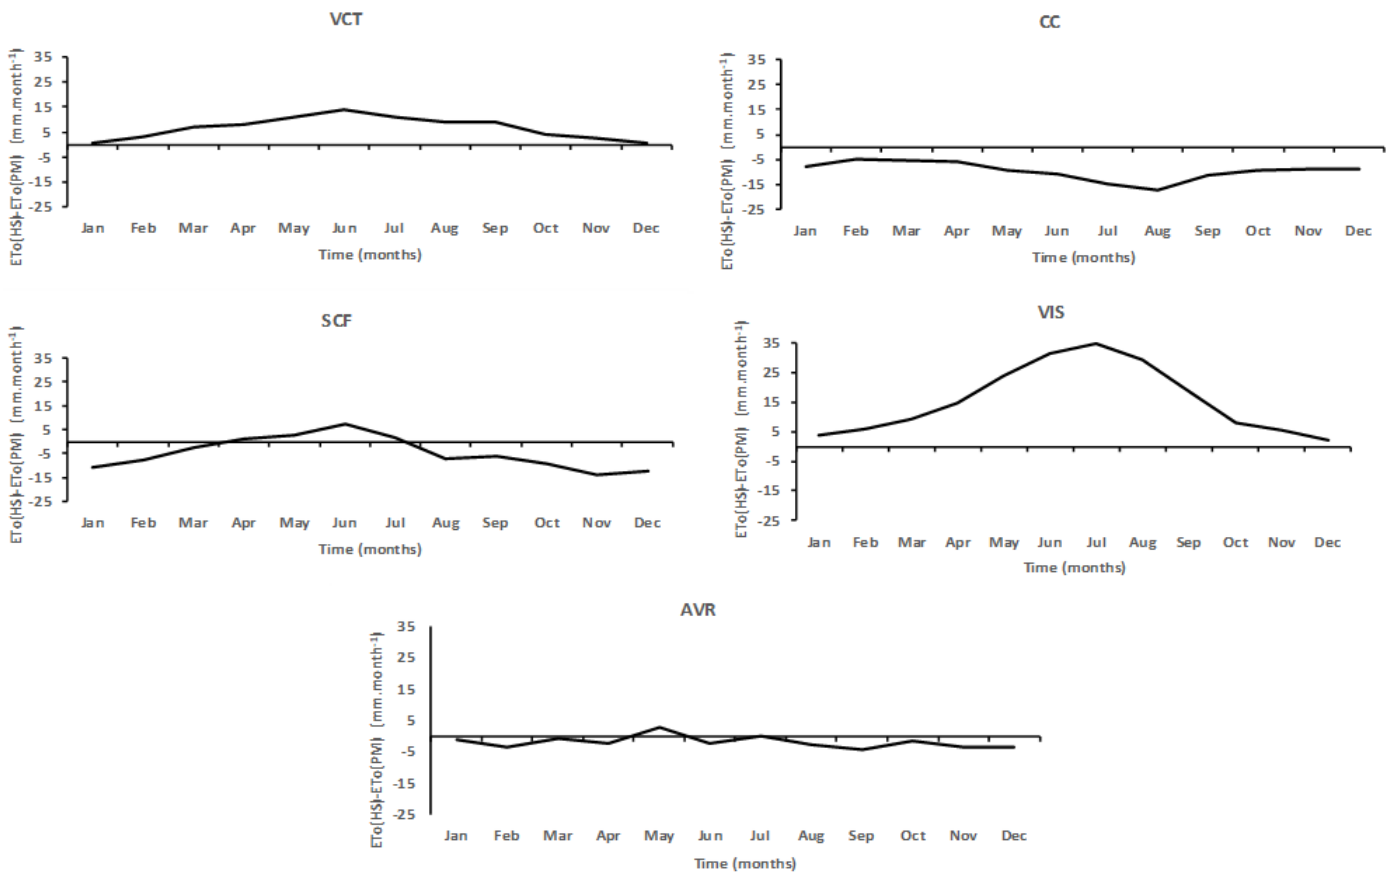 VCT
ETo(HS)-ETo(PM) (mm.month-1)
35
25
15
5
-5
-15
-25
Jan Feb Mar Apr May Jun Jul Aug Sep Oct Nov Dec
Time (months)
CC
ETo(HS)-ETo(PM) (mm.month-1)
35
25
15
5
-5
-15
-25
Jan Feb Mar Apr May Jun Jul Aug Sep Oct Nov Dec
Time (months)
SCF
ETo(HS)-ETo(PM) (mm.month-1)
35
25
15
5
-5
-15
-25
Jan Feb Mar Apr May Jun Jul Aug Sep Oct Nov Dec
Time (months)
VIS
ETo(HS)-ETo(PM) (mm.month-1)
35
25
15
5
-5
-15
-25
Jan Feb Mar Apr May Jun Jul Aug Sep Oct Nov Dec
Time (months)
AVR
ETo(HS)-ETo(PM) (mm.month-1)
35
25
15
5
-5
-15
-25
Jan Feb Mar Apr May Jun Jul Aug Sep Oct Nov Dec
Time (months)